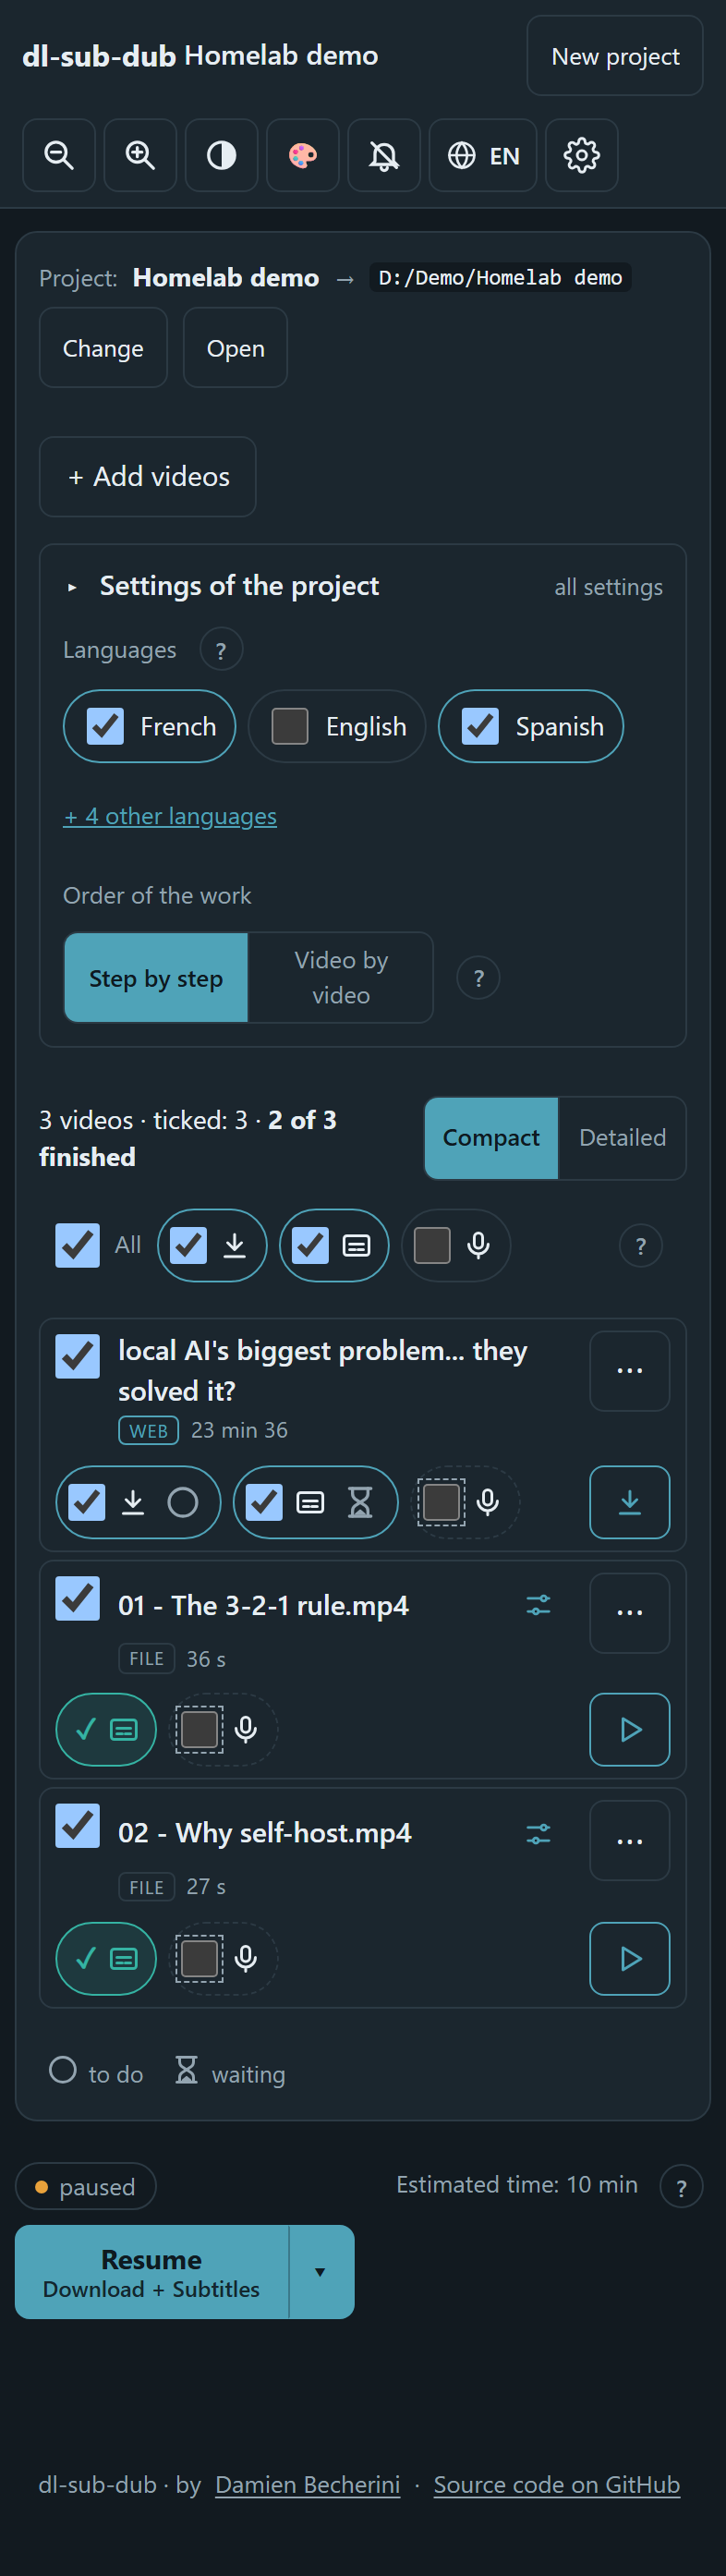 dl-sub-dub Homelab demo
New project
EN
Project: Homelab demo → D:/Demo/Homelab demo
Change
Open
+ Add videos
▸ Settings of the project
all settings
Languages ?
French
English
Spanish
+ 4 other languages
Order of the work
Step by step
Video by
video
?
3 videos · ticked: 3 · 2 of 3
finished
Compact
Detailed
All
?
local AI's biggest problem... they
solved it?
...
WEB 23 min 36
01 - The 3-2-1 rule.mp4
...
FILE 36 s
02 - Why self-host.mp4
...
FILE 27 s
to do
waiting
paused
Estimated time: 10 min ?
Resume
Download + Subtitles
▾
dl-sub-dub · by Damien Becherini · Source code on GitHub